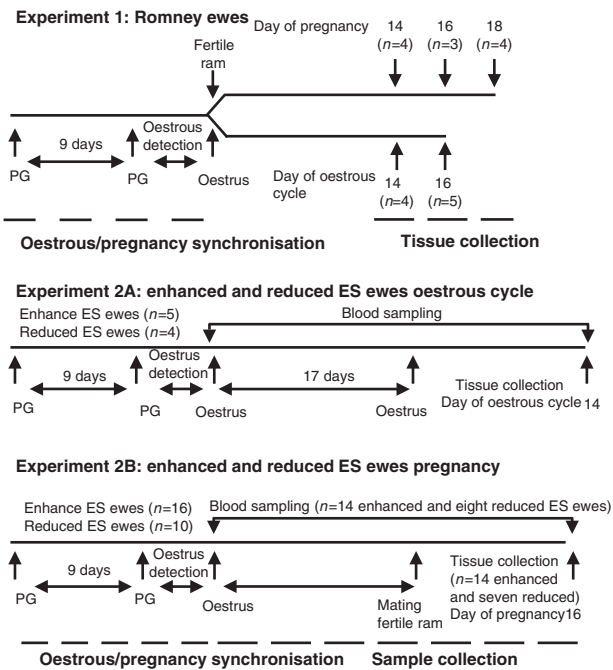 Experiment 1: Romney ewes
Day of pregnancy
14 16 18
(n=4) (n=3) (n=4)
Fertile
ram
9 days
Oestrous
detection
PG
PG
Oestrus
Day of oestrous
cycle
14 16
(n=4) (n=5)
Oestrous/pregnancy synchronisation
Tissue collection
Experiment 2A: enhanced and reduced ES ewes oestrous cycle
Enhance ES ewes (n=5)
Reduced ES ewes (n=4)
Blood sampling
9 days
Oestrus
detection
17 days
PG
PG
Oestrus
Oestrus
Tissue collection
Day of oestrous cycle 14
Experiment 2B: enhanced and reduced ES ewes pregnancy
Enhance ES ewes (n=16)
Reduced ES ewes (n=10)
Blood sampling (n=14 enhanced and eight reduced ES ewes)
9 days
Oestrus
detection
PG
PG
Oestrus
Mating
fertile ram
Tissue collection
(n=14 enhanced
and seven reduced)
Day of pregnancy16
Oestrous/pregnancy synchronisation
Sample collection